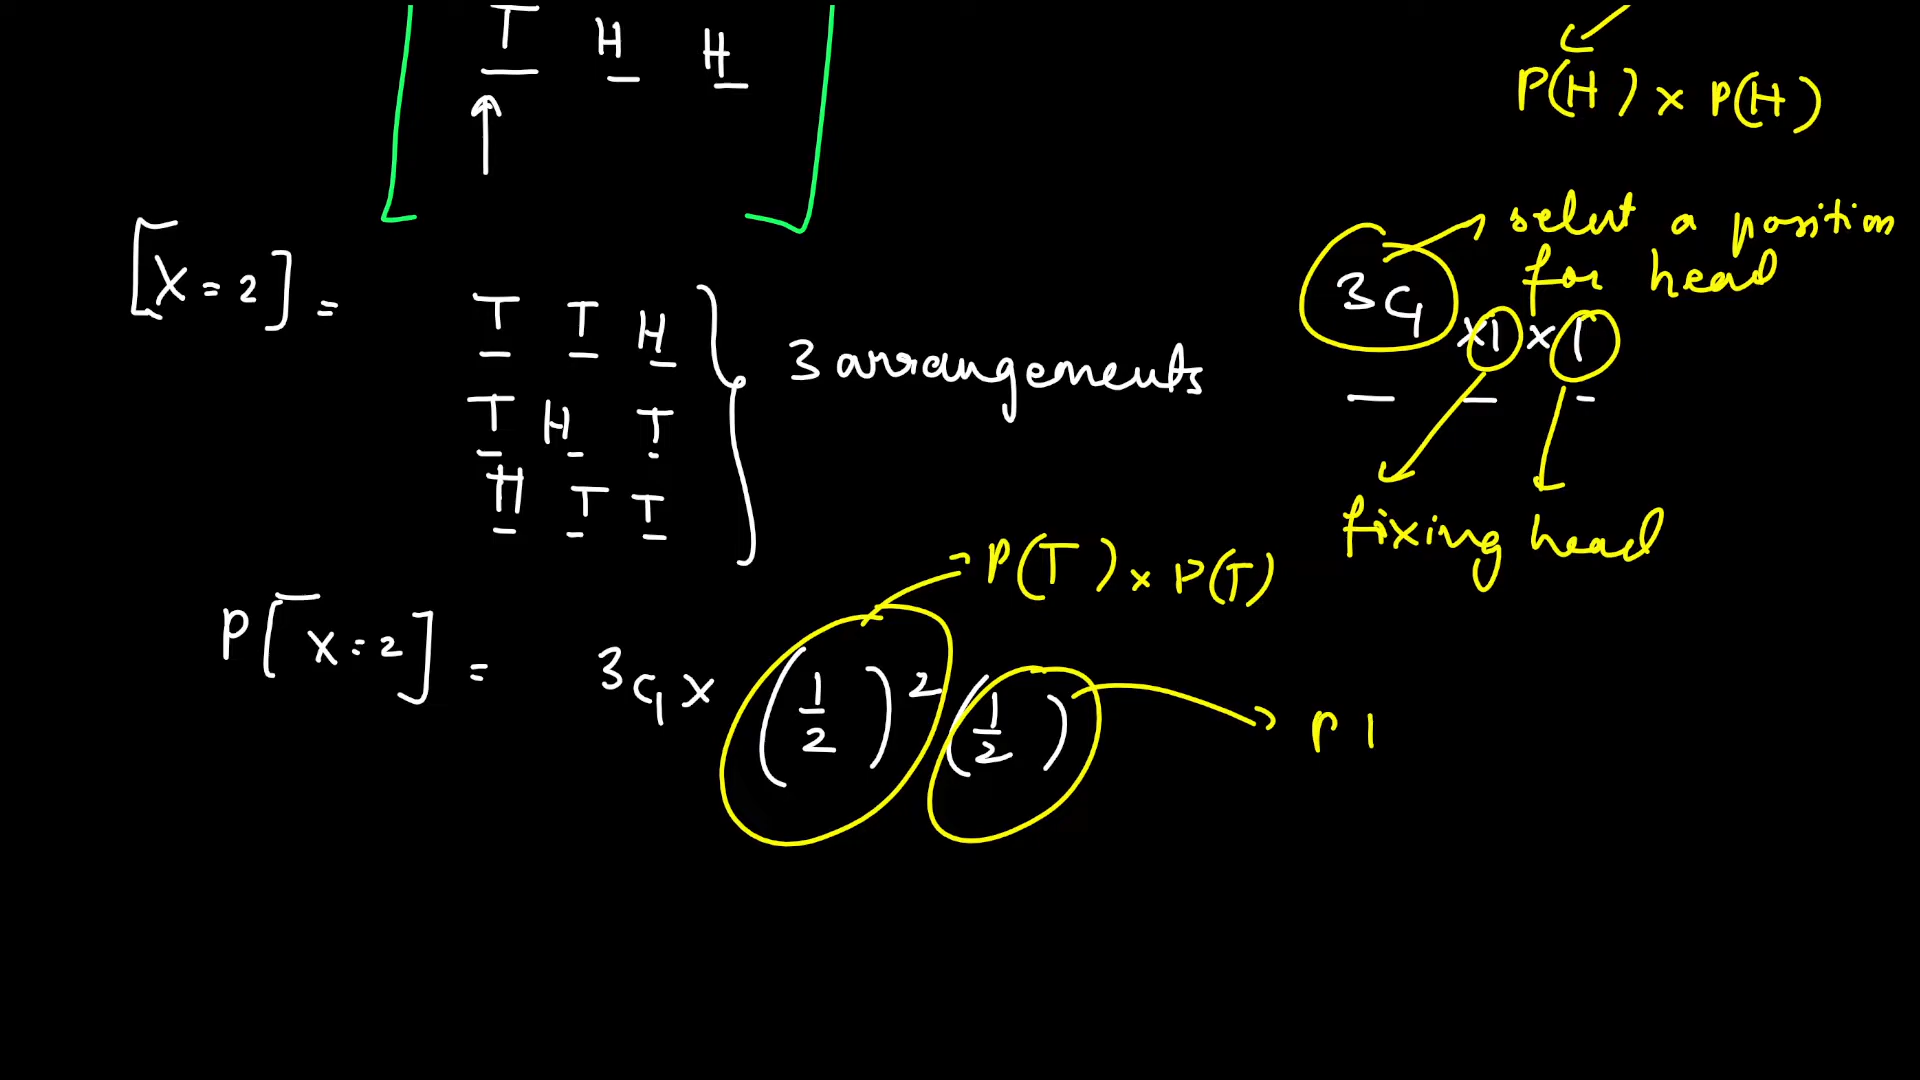 T H H
P(H) x P(H)
select a position
for head
3C1 x 1 x 1
[X = 2] =
T T H
T H T
H T T
3 arrangements
fixing head
P(T) x P(T)
P[X = 2] = 3C1 x (1/2)^2 (1/2)
P I